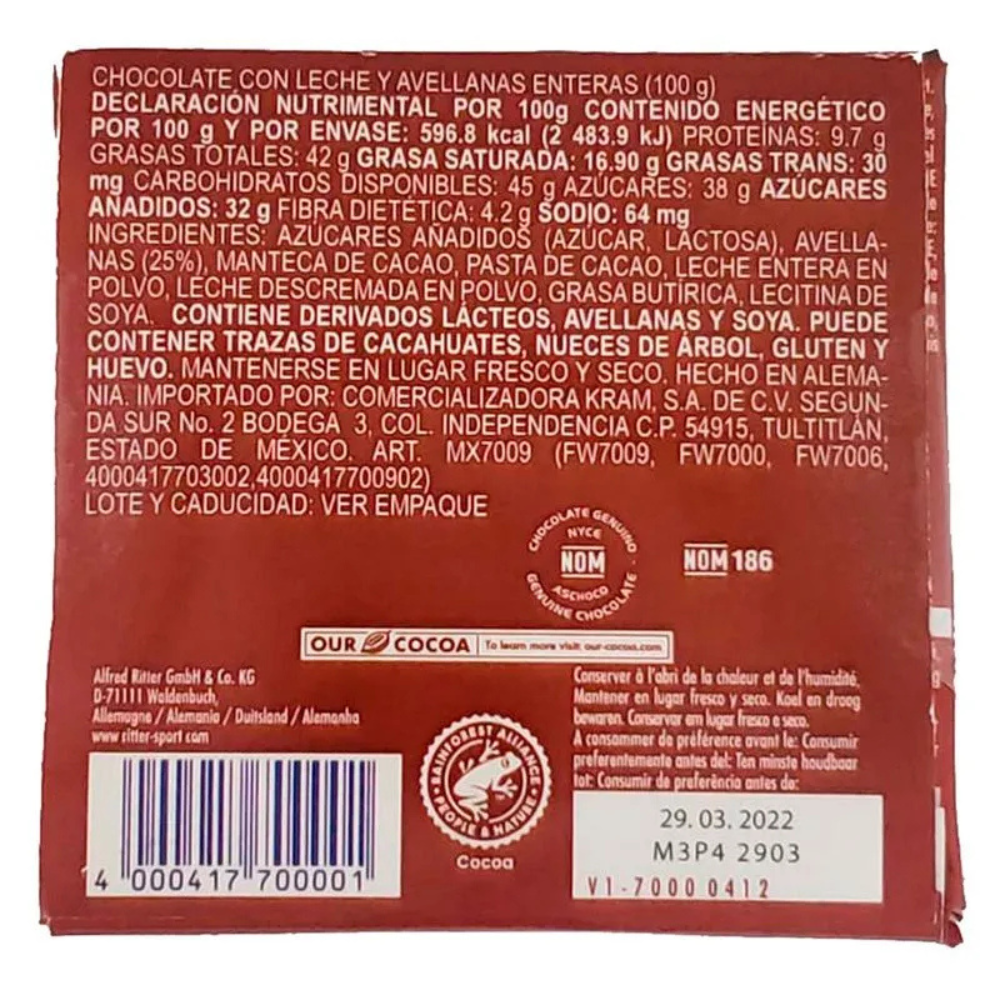 CHOCOLATE CON LECHE Y AVELLANAS ENTERAS (100 g)
DECLARACIÓN NUTRIMENTAL POR 100g CONTENIDO ENERGÉTICO
POR 100 g Y POR ENVASE: 596.8 kcal (2 483.9 kJ) PROTEÍNAS: 9.7 g
GRASAS TOTALES: 42 g GRASA SATURADA: 16.90 g GRASAS TRANS: 30
mg CARBOHIDRATOS DISPONIBLES: 45 g AZÚCARES: 38 g AZÚCARES
AÑADIDOS: 32 g FIBRA DIETÉTICA: 4.2 g SODIO: 64 mg
INGREDIENTES: AZÚCARES AÑADIDOS (AZÚCAR, LACTOSA), AVELLA-
NAS (25%), MANTECA DE CACAO, PASTA DE CACAO, LECHE ENTERA EN
POLVO, LECHE DESCREMADA EN POLVO, GRASA BUTÍRICA, LECITINA DE
SOYA. CONTIENE DERIVADOS LÁCTEOS, AVELLANAS Y SOYA. PUEDE
CONTENER TRAZAS DE CACAHUATES, NUECES DE ÁRBOL, GLUTEN Y
HUEVO. MANTENERSE EN LUGAR FRESCO Y SECO. HECHO EN ALEMA-
NIA. IMPORTADO POR: COMERCIALIZADORA KRAM, S.A. DE C.V. SEGUN-
DA SUR No. 2 BODEGA 3, COL. INDEPENDENCIA C.P. 54915, TULTITLÁN,
ESTADO DE MÉXICO. ART. MX7009 (FW7009, FW7000, FW7006,
4000417703002,4000417700902)
LOTE Y CADUCIDAD: VER EMPAQUE
CHOCOLATE GENUINO
NYCE
NOM
ASCHOCO
GENUINE CHOCOLATE
NOM 186
OUR COCOA To learn more visit our-cocoa.com
Alfred Ritter GmbH & Co. KG
D-71111 Waldenbuch,
Allemagne / Alemania / Duitsland / Alemanha
www ritter-sport com
Conserver à l'abri de la chaleur et de l'humidité.
Mantener en lugar fresco y seco. Koel en droog
bewaren. Conservar em lugar fresco e seco.
A consommer de préférence avant le: Consumir
preferentemente antes del: Ten minste houdbaar
tot: Consumir de preferência antes de:
RAINFOREST ALLIANCE
PEOPLE & NATURE
Cocoa
29. 03. 2022
M3P4 2903
V1-7000 0412
4 000417 700001